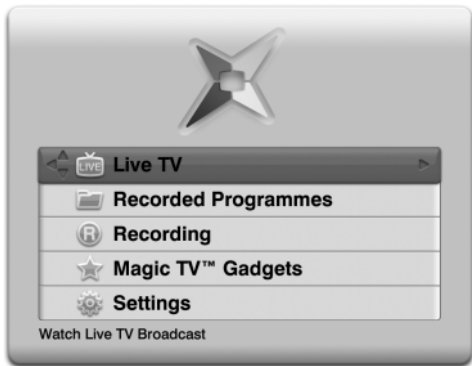 LIVE Live TV
Recorded Programmes
R Recording
Magic TV™ Gadgets
Settings
Watch Live TV Broadcast